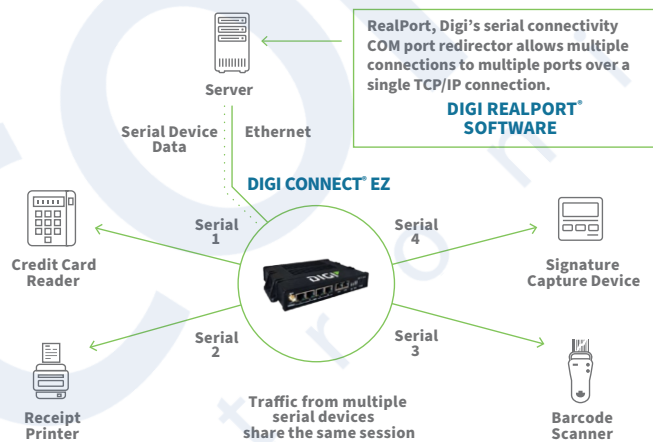 RealPort, Digi's serial connectivity
COM port redirector allows multiple
connections to multiple ports over a
single TCP/IP connection.
DIGI REALPORT®
SOFTWARE
Server
Serial Device
Data
Ethernet
DIGI CONNECT® EZ
Serial
1
Serial
4
Credit Card
Reader
Signature
Capture Device
DIGI
Serial
2
Serial
3
Receipt
Printer
Traffic from multiple
serial devices
share the same session
Barcode
Scanner